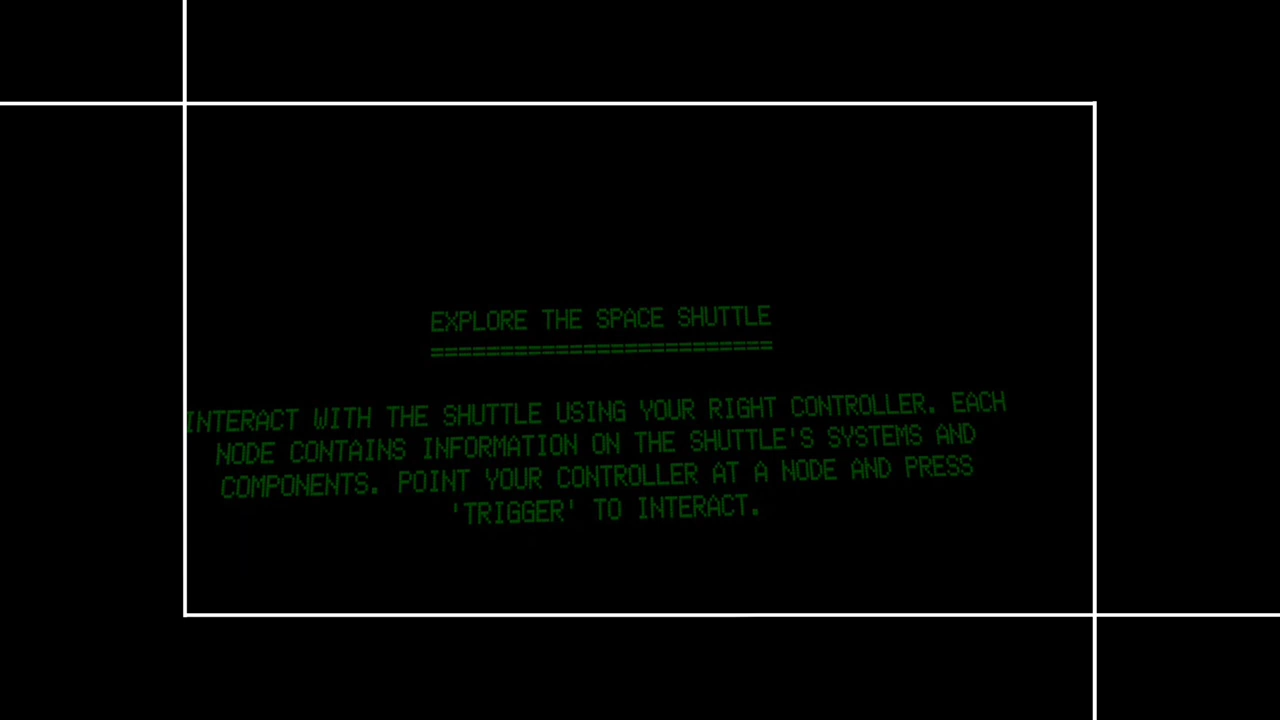 EXPLORE THE SPACE SHUTTLE
=========================
INTERACT WITH THE SHUTTLE USING YOUR RIGHT CONTROLLER. EACH
NODE CONTAINS INFORMATION ON THE SHUTTLE'S SYSTEMS AND
COMPONENTS. POINT YOUR CONTROLLER AT A NODE AND PRESS
'TRIGGER' TO INTERACT.